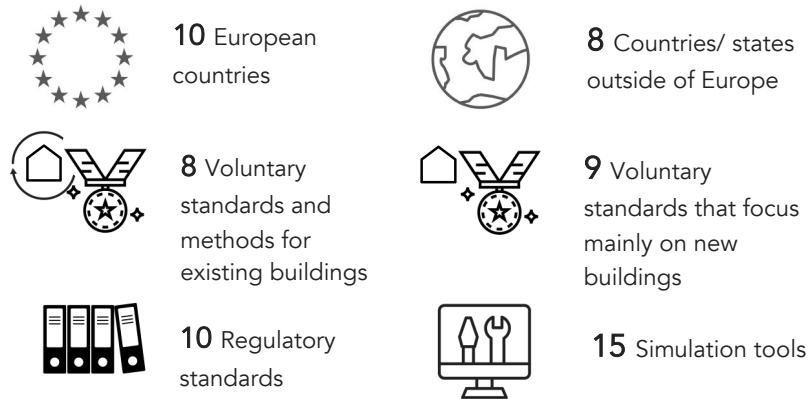 10 European
countries
8 Countries/ states
outside of Europe
8 Voluntary
standards and
methods for
existing buildings
9 Voluntary
standards that focus
mainly on new
buildings
10 Regulatory
standards
15 Simulation tools